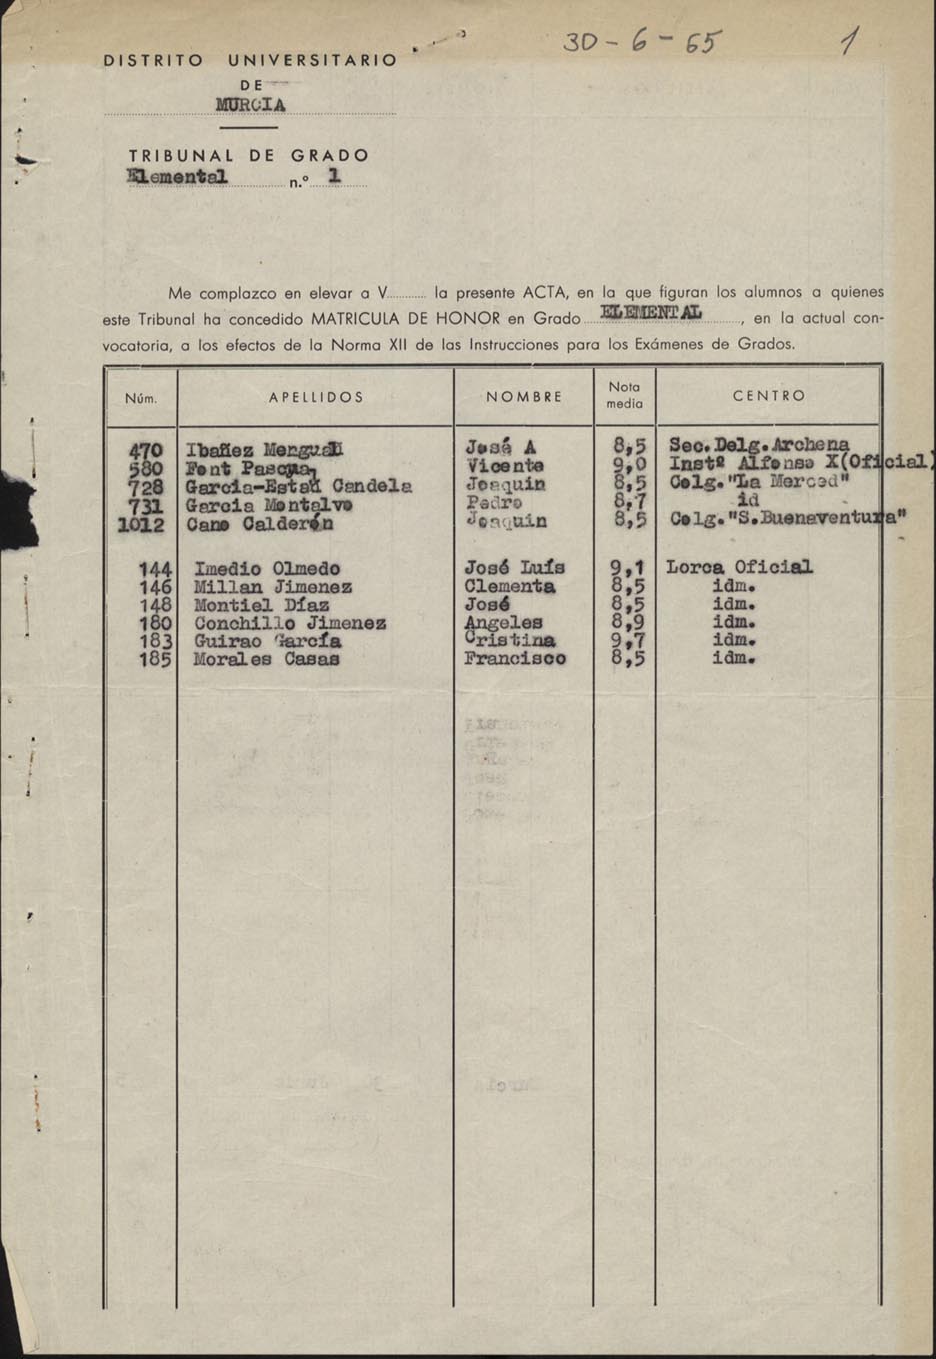 30-6-65 1
DISTRITO UNIVERSITARIO
DE
MURCIA
TRIBUNAL DE GRADO
Elemental n.º 1
Me complazco en elevar a V............ la presente ACTA, en la que figuran los alumnos a quienes
este Tribunal ha concedido MATRICULA DE HONOR en Grado ELEMENTAL, en la actual con-
vocatoria, a los efectos de la Norma XII de las Instrucciones para los Exámenes de Grados.
Núm. APELLIDOS NOMBRE Nota media CENTRO
470 Ibañez Mengual José A 8,5 Sec.Delg.Archena
580 Font Pascua Vicente 9,0 Instº Alfonso X(Oficial)
728 Garcia-Estañ Candela Joaquin 8,5 Colg."La Merced"
731 Garcia Montalvo Pedro 8,7 id
1012 Cano Calderón Joaquin 8,5 Colg."S.Buenaventura"
144 Imedio Olmedo José Luís 9,1 Lorca Oficial
146 Millan Jimenez Clementa 8,5 idm.
148 Montiel Díaz José 8,5 idm.
180 Conchillo Jimenez Angeles 8,9 idm.
183 Guirao García Cristina 9,7 idm.
185 Morales Casas Francisco 8,5 idm.